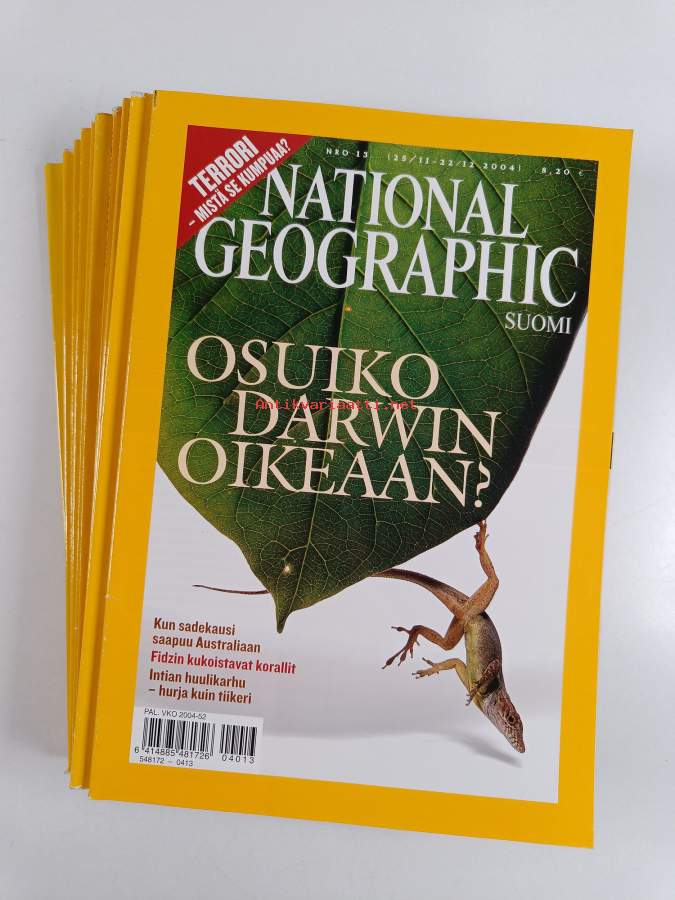 TERRORI
– MISTÄ SE KUMPUAA?
NRO 13 (25/11-22/12 2004) 8,20 €
NATIONAL
GEOGRAPHIC
SUOMI
OSUIKO
DARWIN
OIKEAAN?
Antikvariaatti.net
Kun sadekausi
saapuu Australiaan
Fidzin kukoistavat korallit
Intian huulikarhu
– hurja kuin tiikeri
PAL. VKO 2004-52
6 414885 481726 04013
548172 – 0413